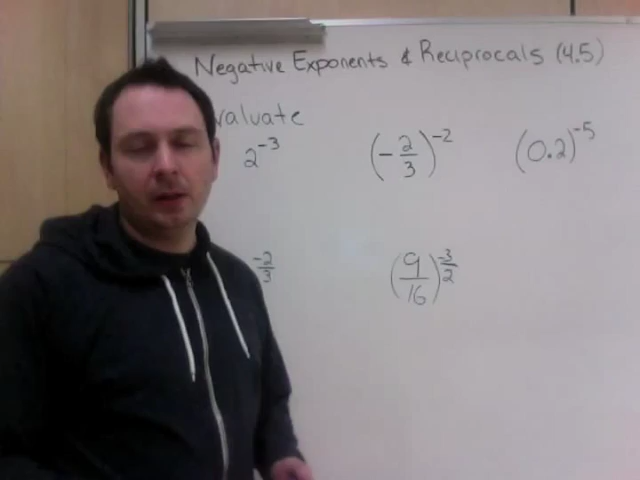 Negative Exponents & Reciprocals (4.5)
valuate
2^-3 (-2/3)^-2 (0.2)^-5
-2/3 (9/16)^-3/2